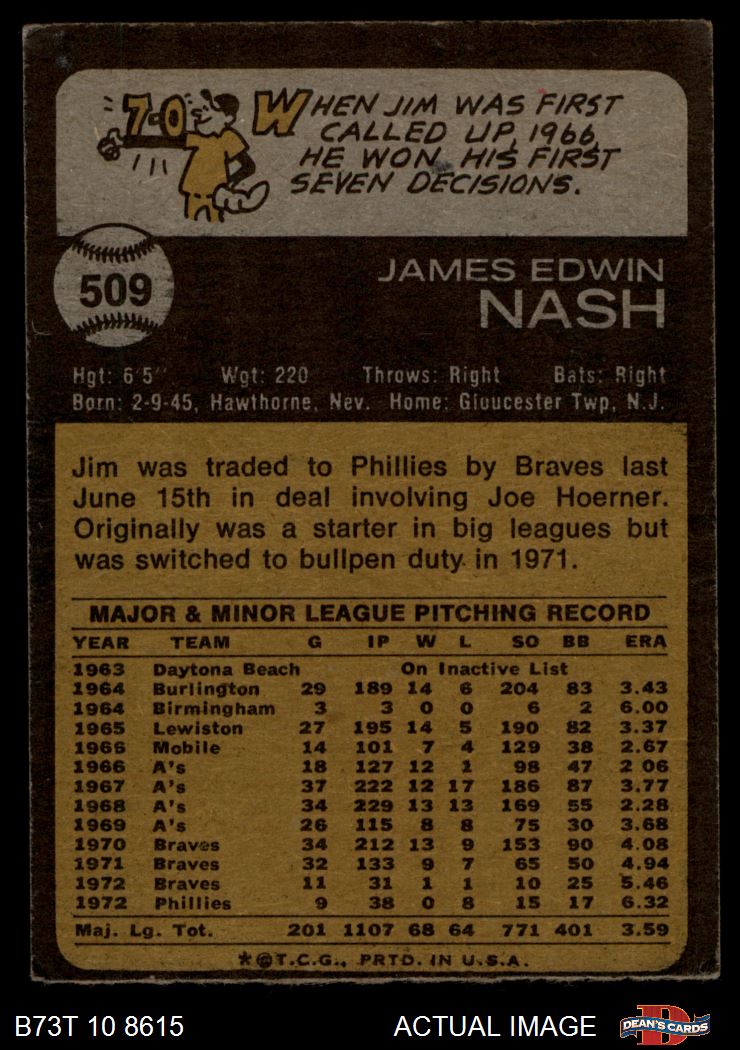 7-0
WHEN JIM WAS FIRST
CALLED UP, 1966,
HE WON HIS FIRST
SEVEN DECISIONS.
509
JAMES EDWIN
NASH
Hgt: 6'5" Wgt: 220 Throws: Right Bats: Right
Born: 2-9-45, Hawthorne, Nev. Home: Gloucester Twp, N.J.
Jim was traded to Phillies by Braves last
June 15th in deal involving Joe Hoerner.
Originally was a starter in big leagues but
was switched to bullpen duty in 1971.
MAJOR & MINOR LEAGUE PITCHING RECORD
YEAR TEAM G IP W L SO BB ERA
1963 Daytona Beach On Inactive List
1964 Burlington 29 189 14 6 204 83 3.43
1964 Birmingham 3 3 0 0 6 2 6.00
1965 Lewiston 27 195 14 5 190 82 3.37
1966 Mobile 14 101 7 4 129 38 2.67
1966 A's 18 127 12 1 98 47 2 06
1967 A's 37 222 12 17 186 87 3.77
1968 A's 34 229 13 13 169 55 2.28
1969 A's 26 115 8 8 75 30 3.68
1970 Braves 34 212 13 9 153 90 4.08
1971 Braves 32 133 9 7 65 50 4.94
1972 Braves 11 31 1 1 10 25 5.46
1972 Phillies 9 38 0 8 15 17 6.32
Maj. Lg. Tot. 201 1107 68 64 771 401 3.59
*©T.C.G., PRTD. IN U.S.A.
B73T 10 8615 ACTUAL IMAGE D DEAN'S CARDS